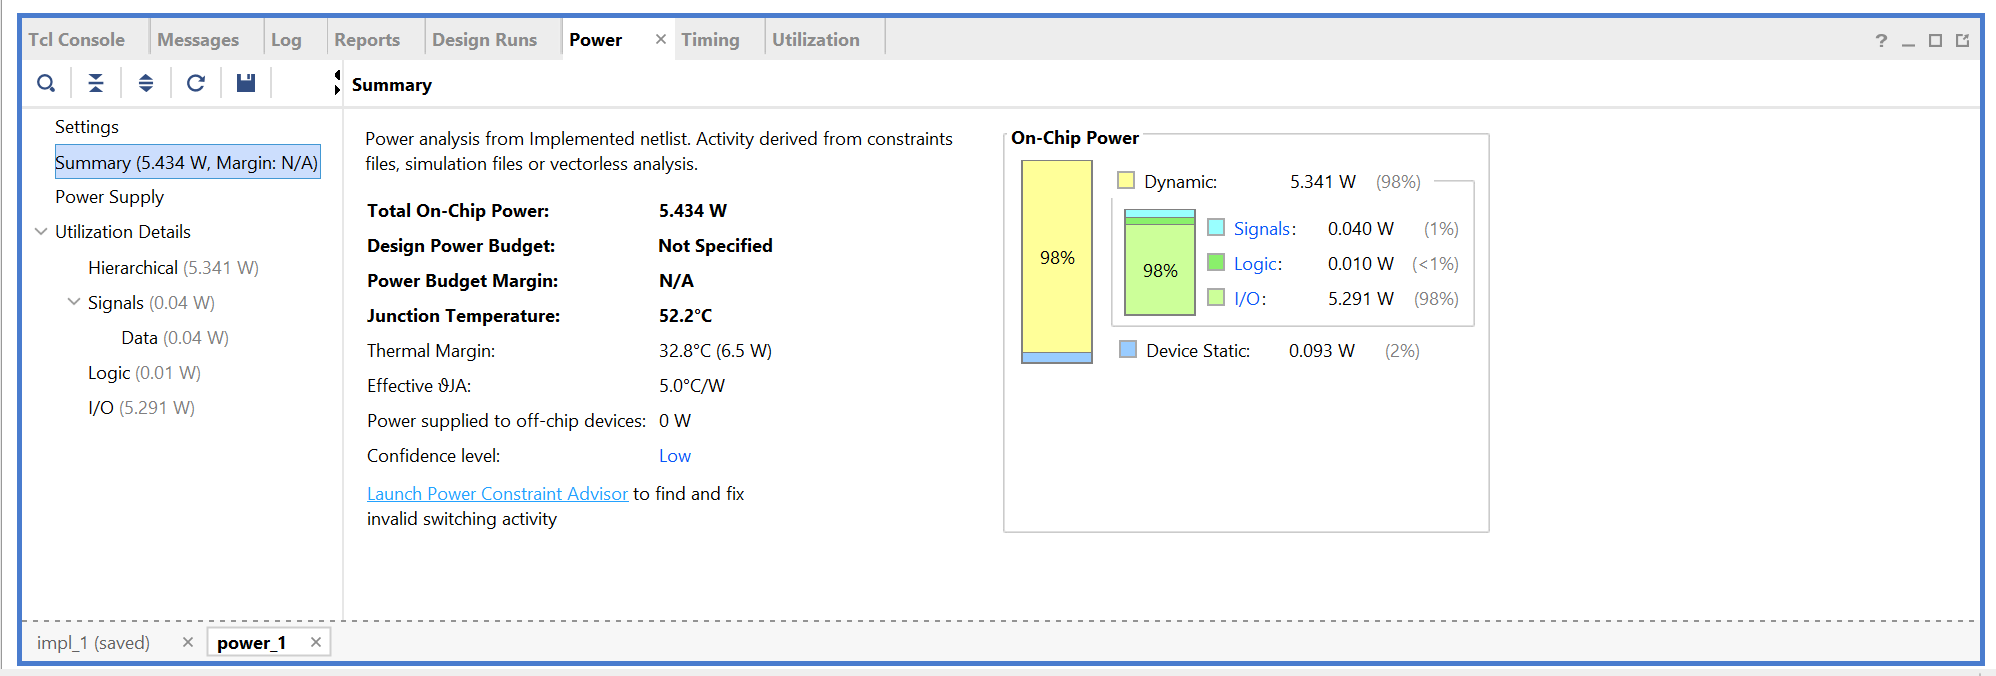 Tcl Console Messages Log Reports Design Runs Power × Timing Utilization ?
Summary
Settings
Summary (5.434 W, Margin: N/A)
Power Supply
Utilization Details
Hierarchical (5.341 W)
Signals (0.04 W)
Data (0.04 W)
Logic (0.01 W)
I/O (5.291 W)
Power analysis from Implemented netlist. Activity derived from constraints
files, simulation files or vectorless analysis.
Total On-Chip Power: 5.434 W
Design Power Budget: Not Specified
Power Budget Margin: N/A
Junction Temperature: 52.2°C
Thermal Margin: 32.8°C (6.5 W)
Effective ϑJA: 5.0°C/W
Power supplied to off-chip devices: 0 W
Confidence level: Low
Launch Power Constraint Advisor to find and fix
invalid switching activity
On-Chip Power
98%
Dynamic: 5.341 W (98%)
98%
Signals: 0.040 W (1%)
Logic: 0.010 W (<1%)
I/O: 5.291 W (98%)
Device Static: 0.093 W (2%)
impl_1 (saved) × power_1 ×